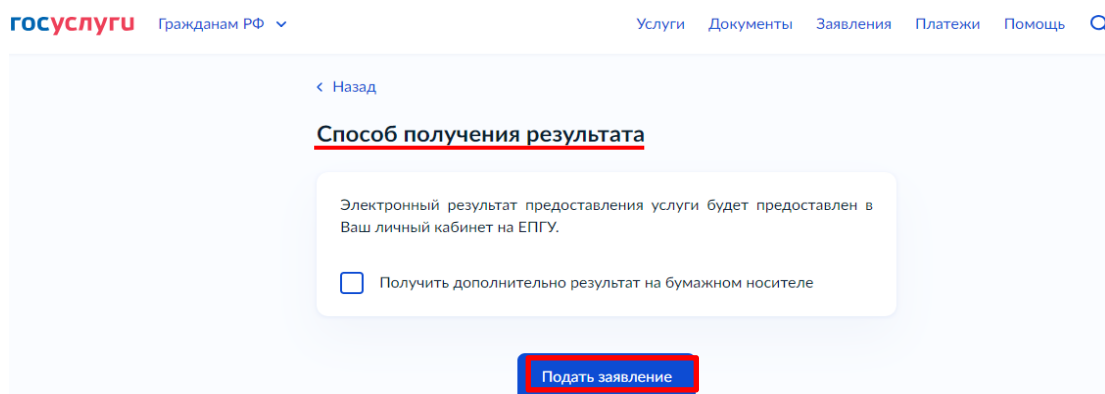 госуслуги Гражданам РФ Услуги Документы Заявления Платежи Помощь
Назад
Способ получения результата
Электронный результат предоставления услуги будет предоставлен в
Ваш личный кабинет на ЕПГУ.
Получить дополнительно результат на бумажном носителе
Подать заявление